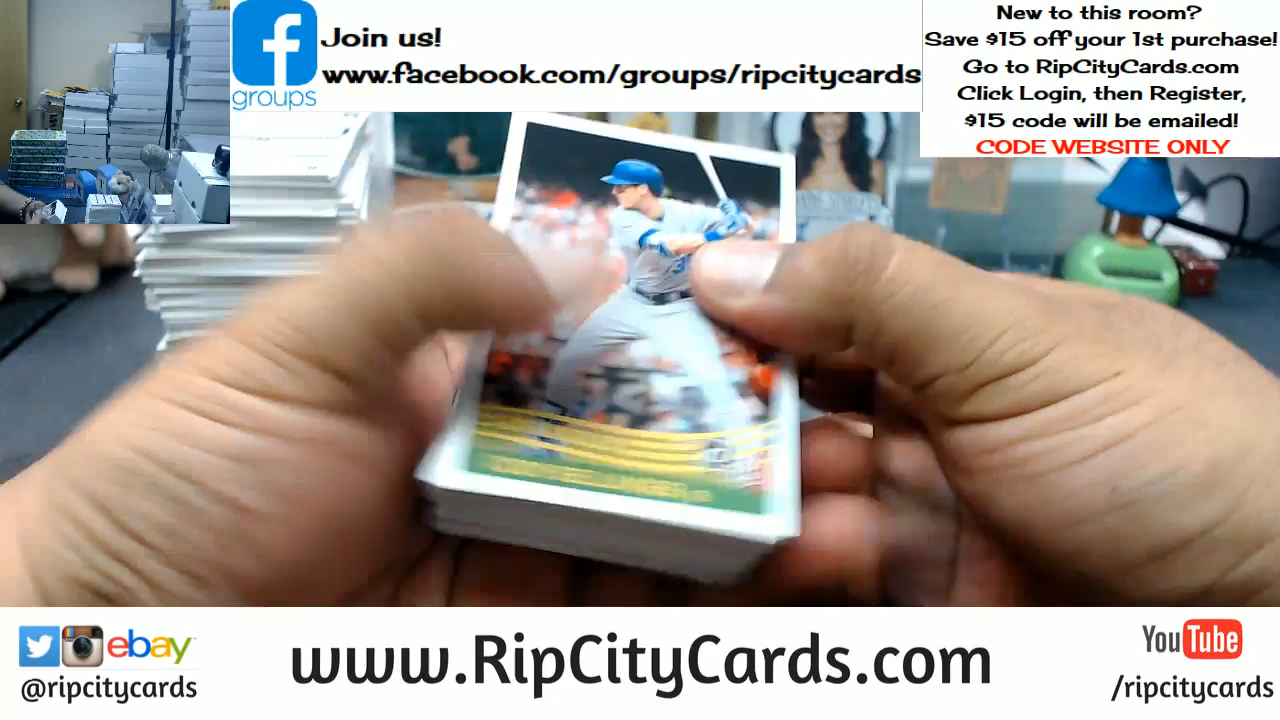 groups
Join us!
www.facebook.com/groups/ripcitycards
New to this room?
Save $15 off your 1st purchase!
Go to RipCityCards.com
Click Login, then Register,
$15 code will be emailed!
CODE WEBSITE ONLY
BELLINGER
ebay
@ripcitycards
www.RipCityCards.com
YouTube
/ripcitycards